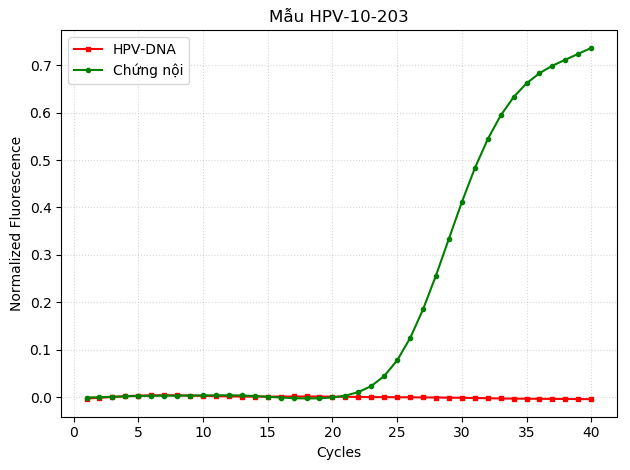 Mẫu HPV-10-203
HPV-DNA
Chứng nội
Normalized Fluorescence
0.7
0.6
0.5
0.4
0.3
0.2
0.1
0.0
0 5 10 15 20 25 30 35 40
Cycles